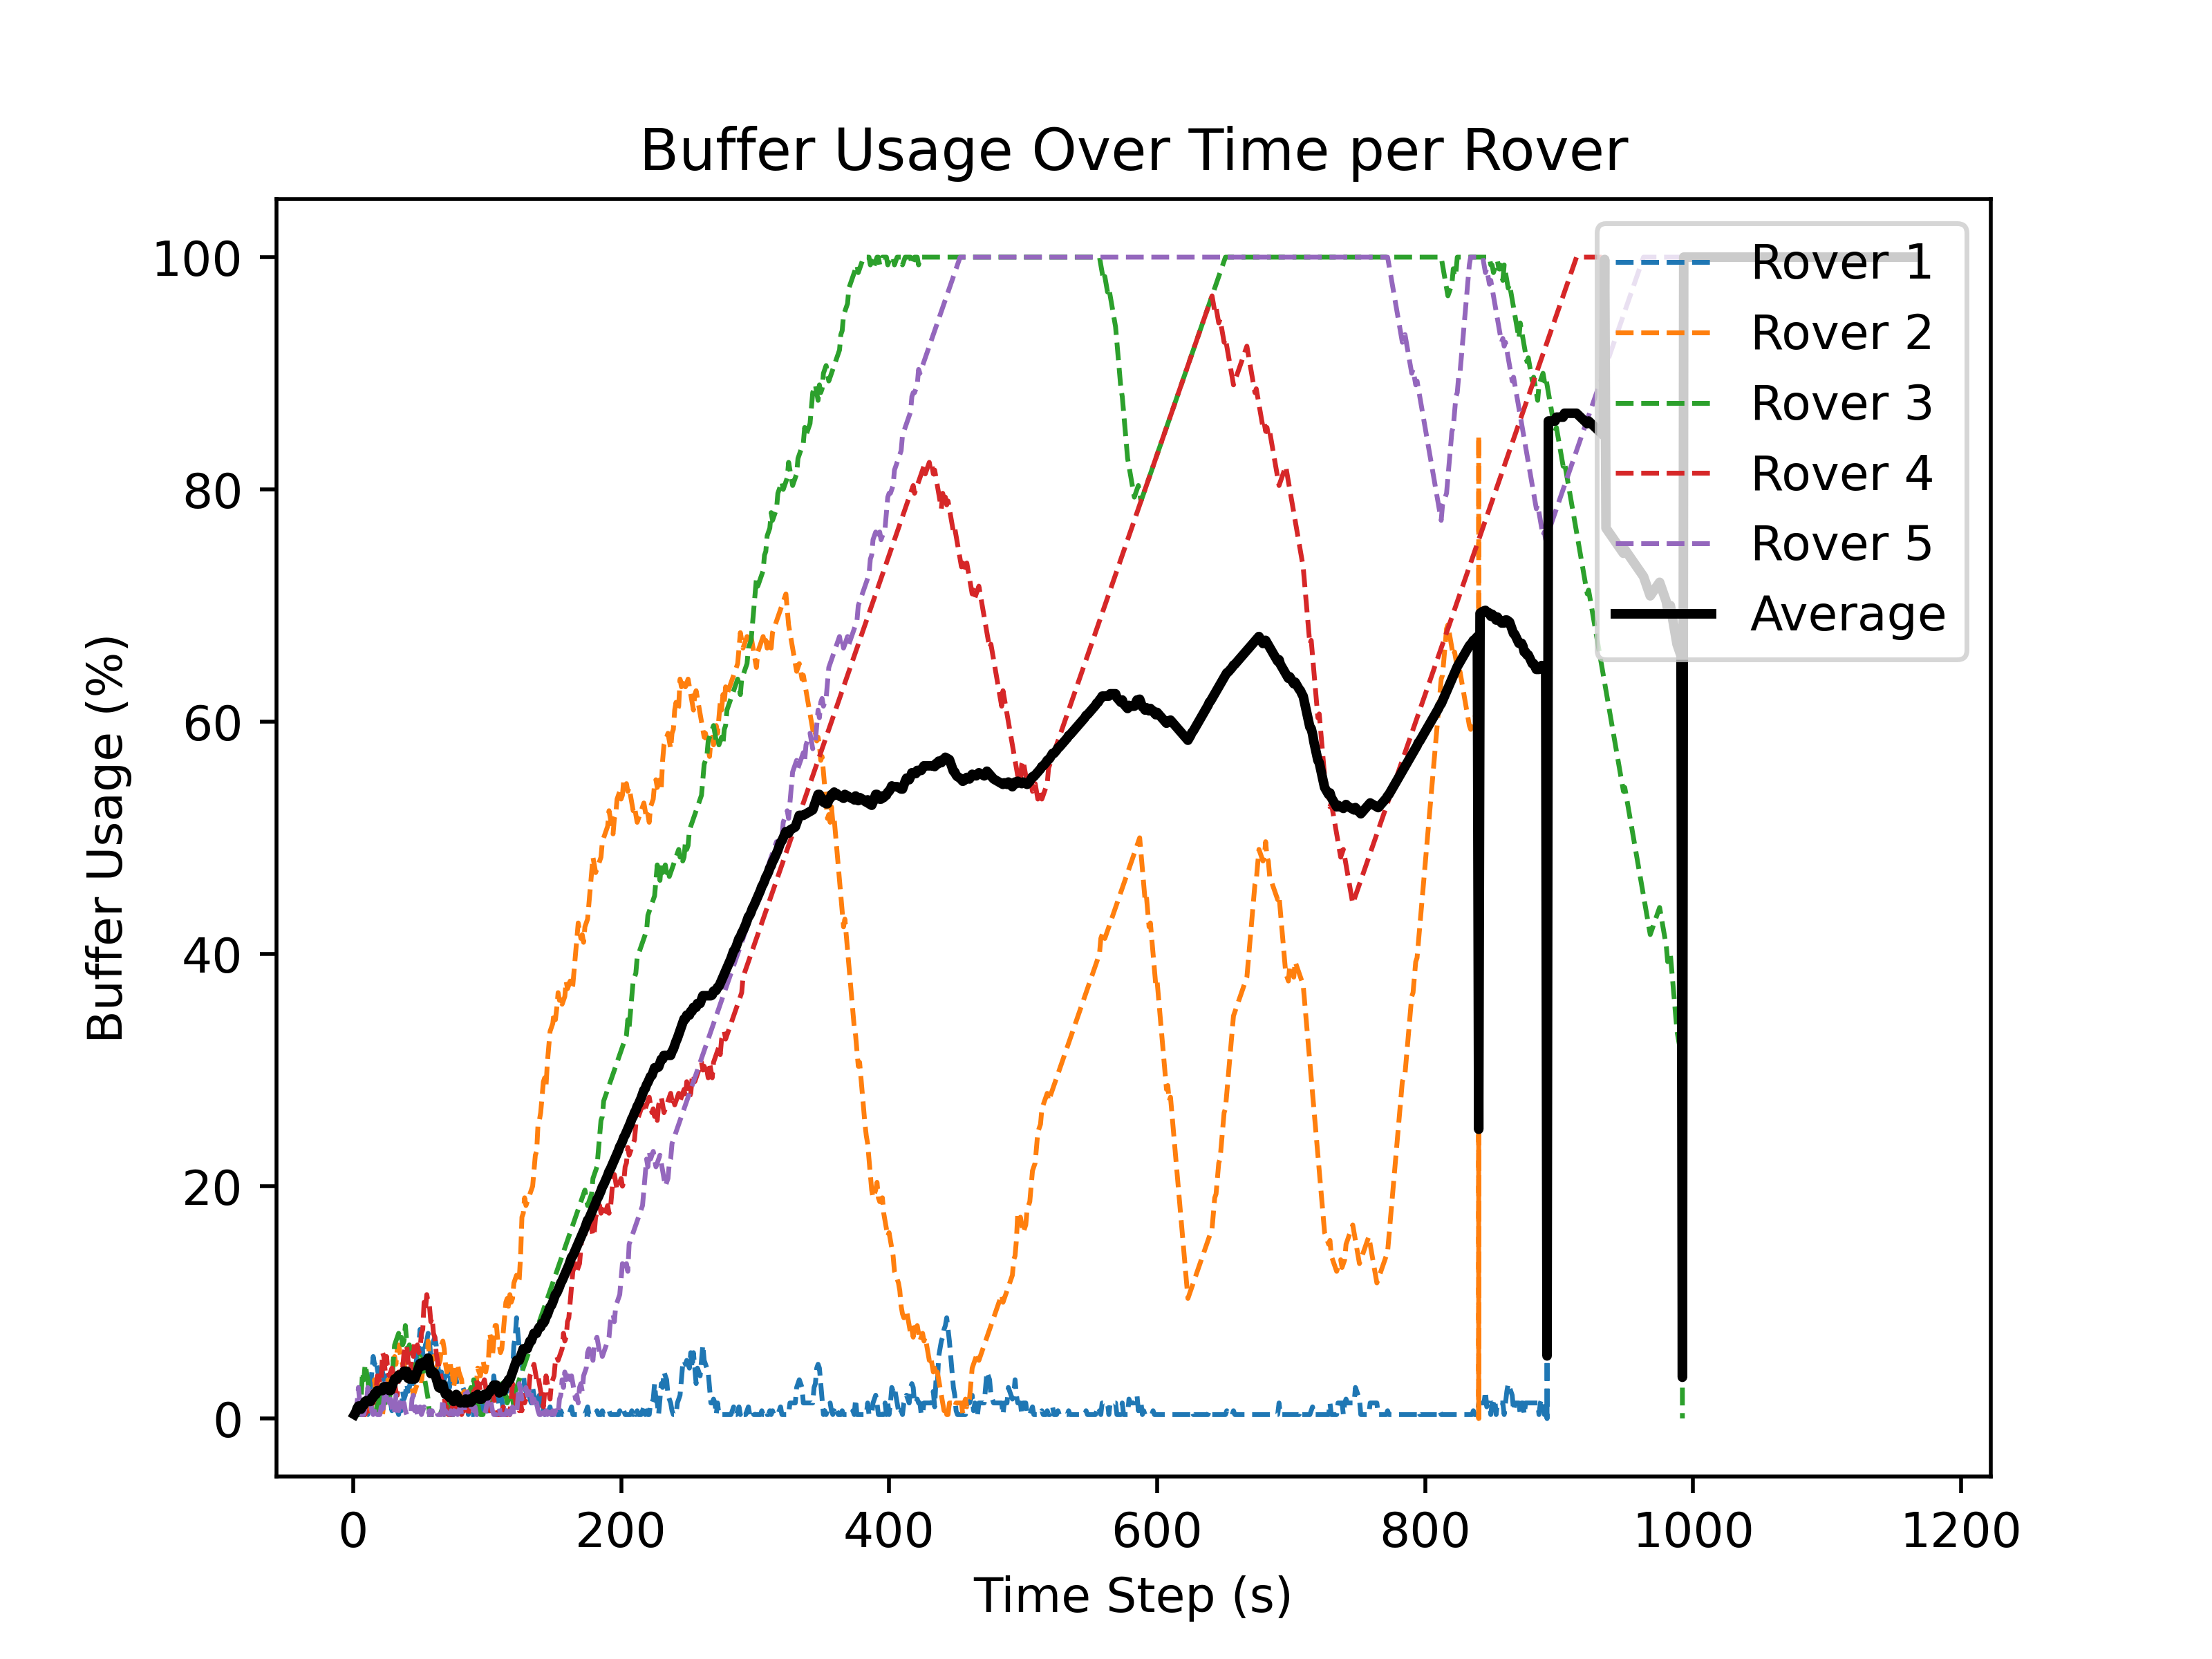 Buffer Usage Over Time per Rover
Buffer Usage (%)
100
80
60
40
20
0
Rover 1
Rover 2
Rover 3
Rover 4
Rover 5
Average
0 200 400 600 800 1000 1200
Time Step (s)